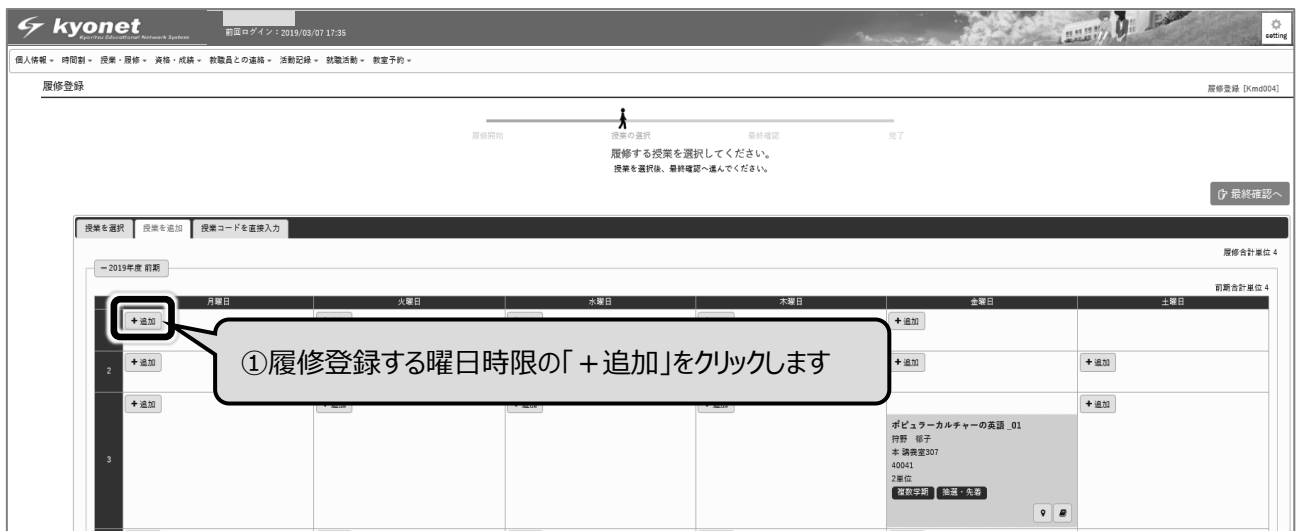 kyonet
Kyoritsu Educational Network System
前回ログイン：2019/03/07 17:35
setting
個人情報 時間割 授業・履修 資格・成績 教職員との連絡 活動記録 就職活動 教室予約
履修登録
履修登録 [Kmd004]
履修開始 授業の選択 最終確認 完了
履修する授業を選択してください。
授業を選択後、最終確認へ進んでください。
最終確認へ
授業を選択 授業を追加 授業コードを直接入力
履修合計単位 4
－2019年度 前期
前期合計単位 4
月曜日 火曜日 水曜日 木曜日 金曜日 土曜日
＋追加 ＋追加
①履修登録する曜日時限の「＋追加」をクリックします
2 ＋追加 ＋追加 ＋追加
＋追加 ＋追加
ポピュラーカルチャーの英語 _01
狩野 郁子
本 講義室307
3
40041
2単位
複数学期 抽選・先着